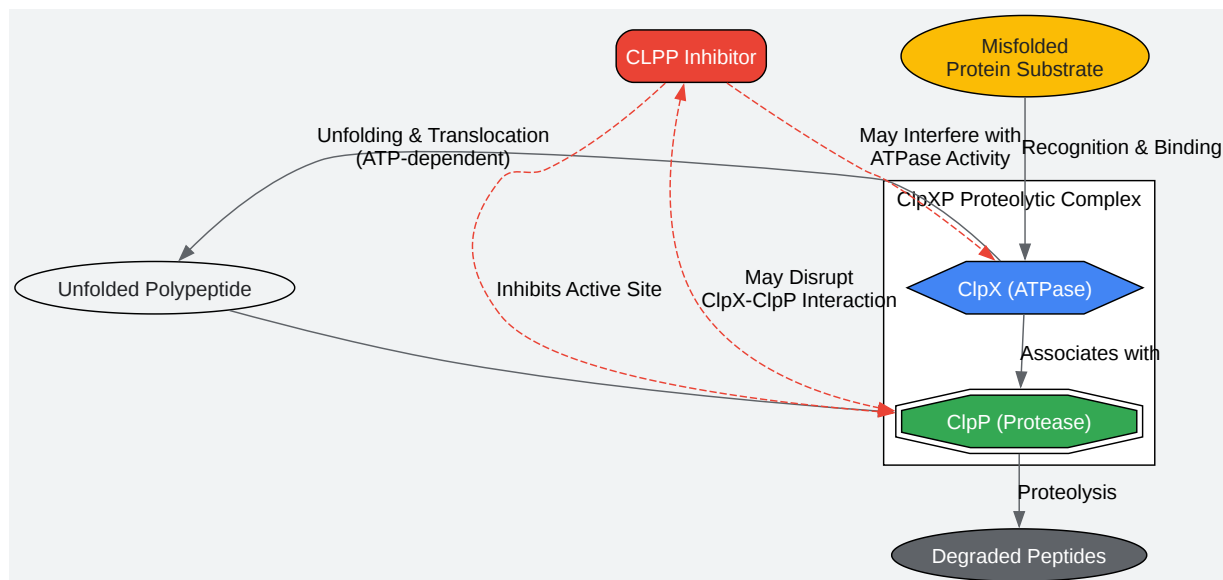 CLPP Inhibitor
Misfolded
Protein Substrate
Unfolding & Translocation
(ATP-dependent)
May Interfere with
ATPase Activity
Recognition & Binding
ClpXP Proteolytic Complex
Unfolded Polypeptide
Inhibits Active Site
May Disrupt
ClpX-ClpP Interaction
ClpX (ATPase)
Associates with
ClpP (Protease)
Proteolysis
Degraded Peptides